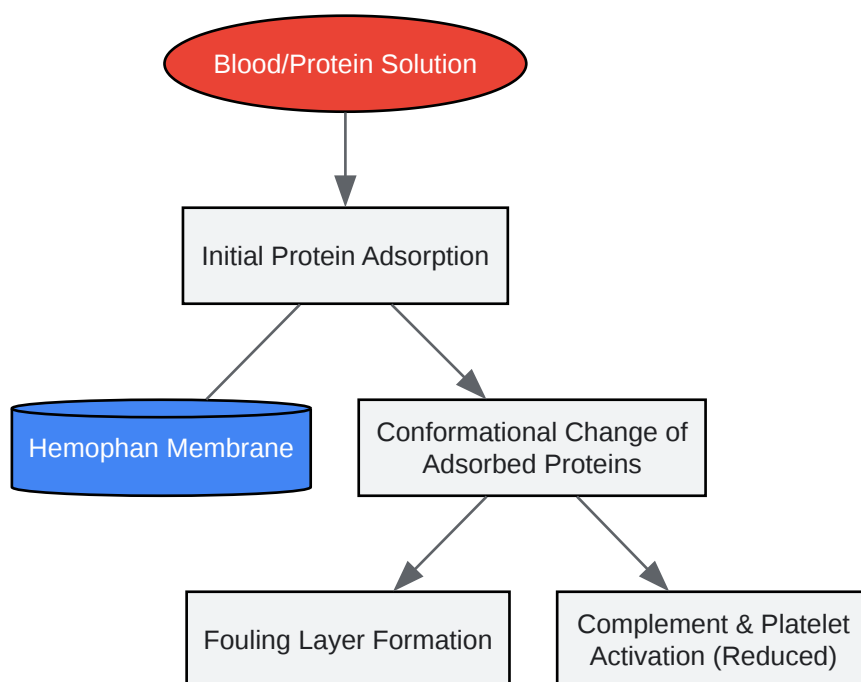 Blood/Protein Solution
Initial Protein Adsorption
Hemophan Membrane
Conformational Change of
Adsorbed Proteins
Fouling Layer Formation
Complement & Platelet
Activation (Reduced)